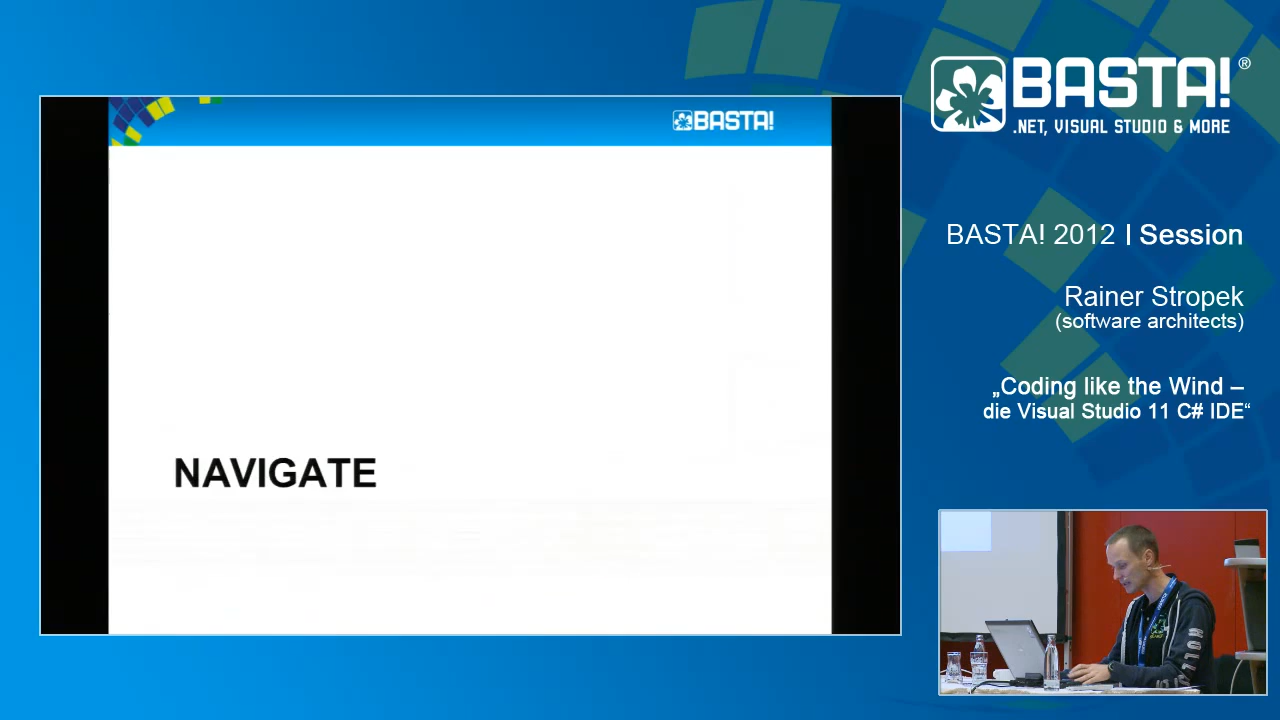 BASTA!
NAVIGATE
BASTA!®
.NET, VISUAL STUDIO & MORE
BASTA! 2012 I Session
Rainer Stropek
(software architects)
„Coding like the Wind –
die Visual Studio 11 C# IDE“